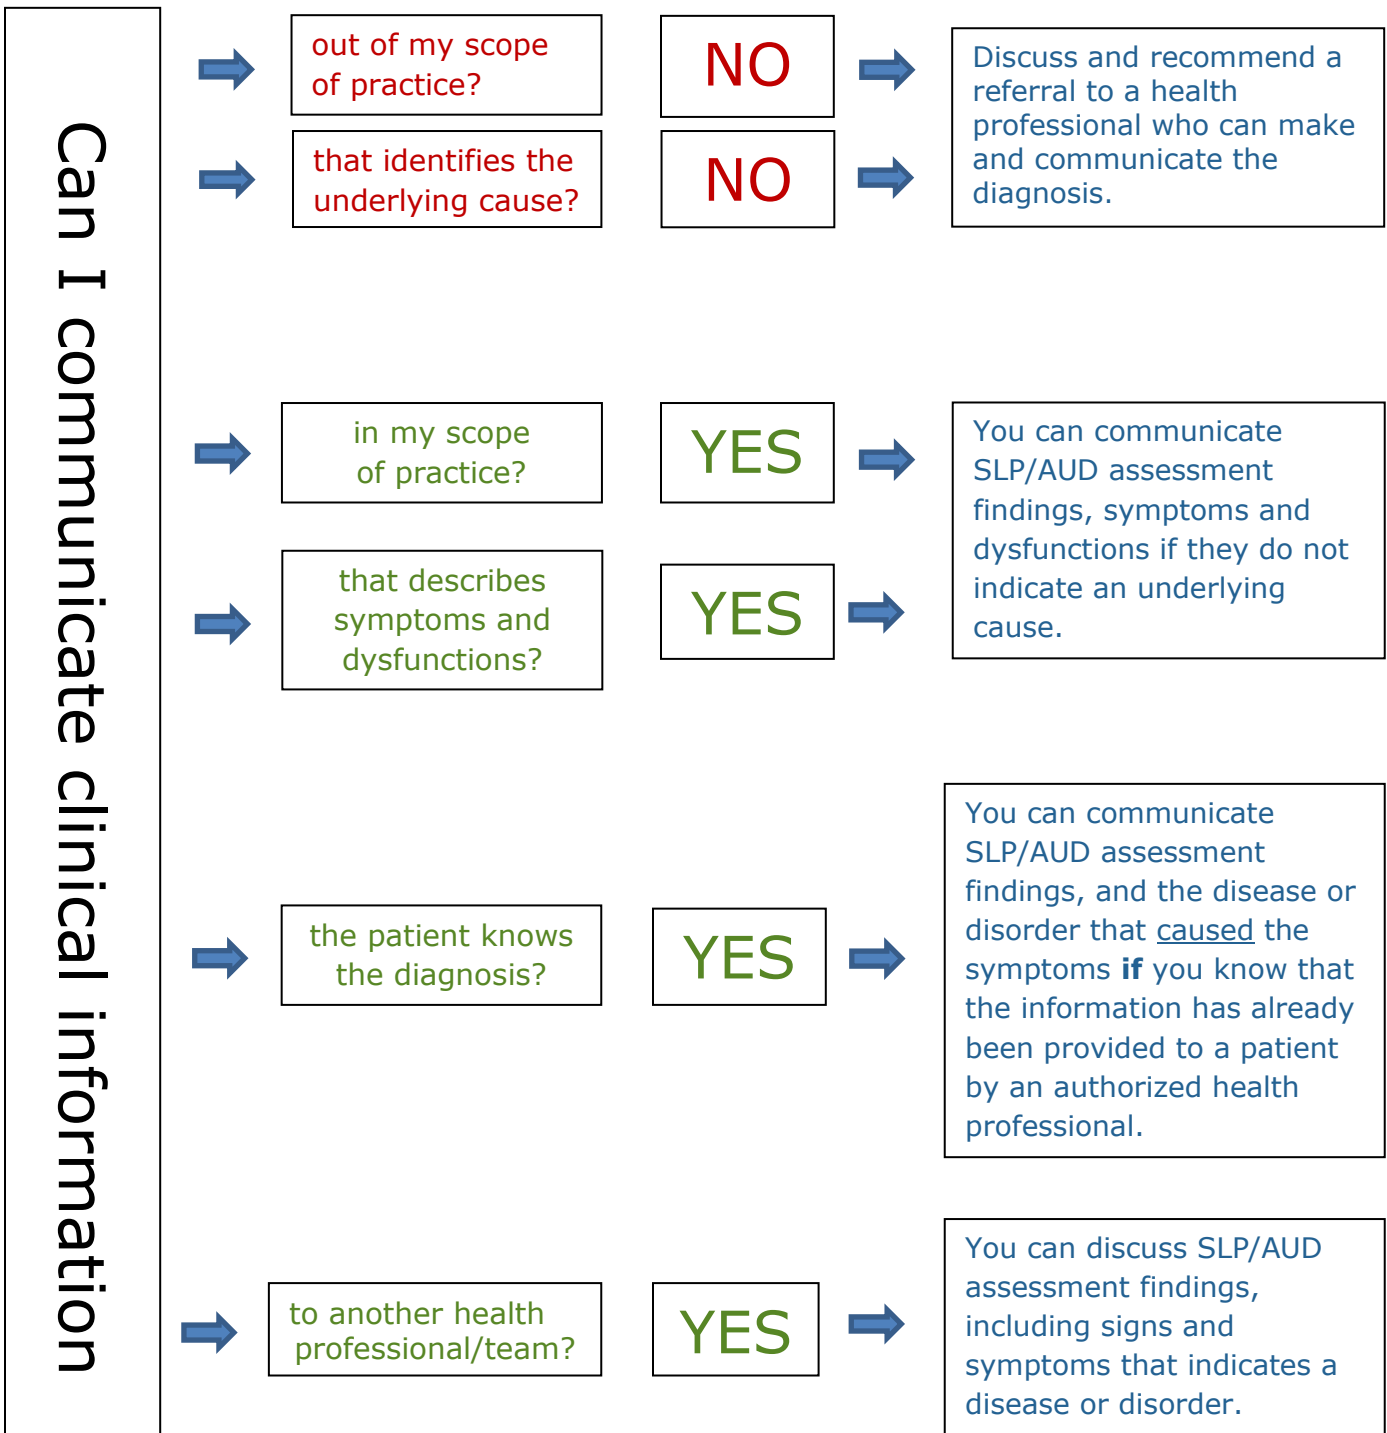 Can I communicate clinical information
out of my scope
of practice?
NO
Discuss and recommend a
referral to a health
professional who can make
and communicate the
diagnosis.
that identifies the
underlying cause?
NO
in my scope
of practice?
YES
You can communicate
SLP/AUD assessment
findings, symptoms and
dysfunctions if they do not
indicate an underlying
cause.
that describes
symptoms and
dysfunctions?
YES
the patient knows
the diagnosis?
YES
You can communicate
SLP/AUD assessment
findings, and the disease or
disorder that caused the
symptoms if you know that
the information has already
been provided to a patient
by an authorized health
professional.
to another health
professional/team?
YES
You can discuss SLP/AUD
assessment findings,
including signs and
symptoms that indicates a
disease or disorder.